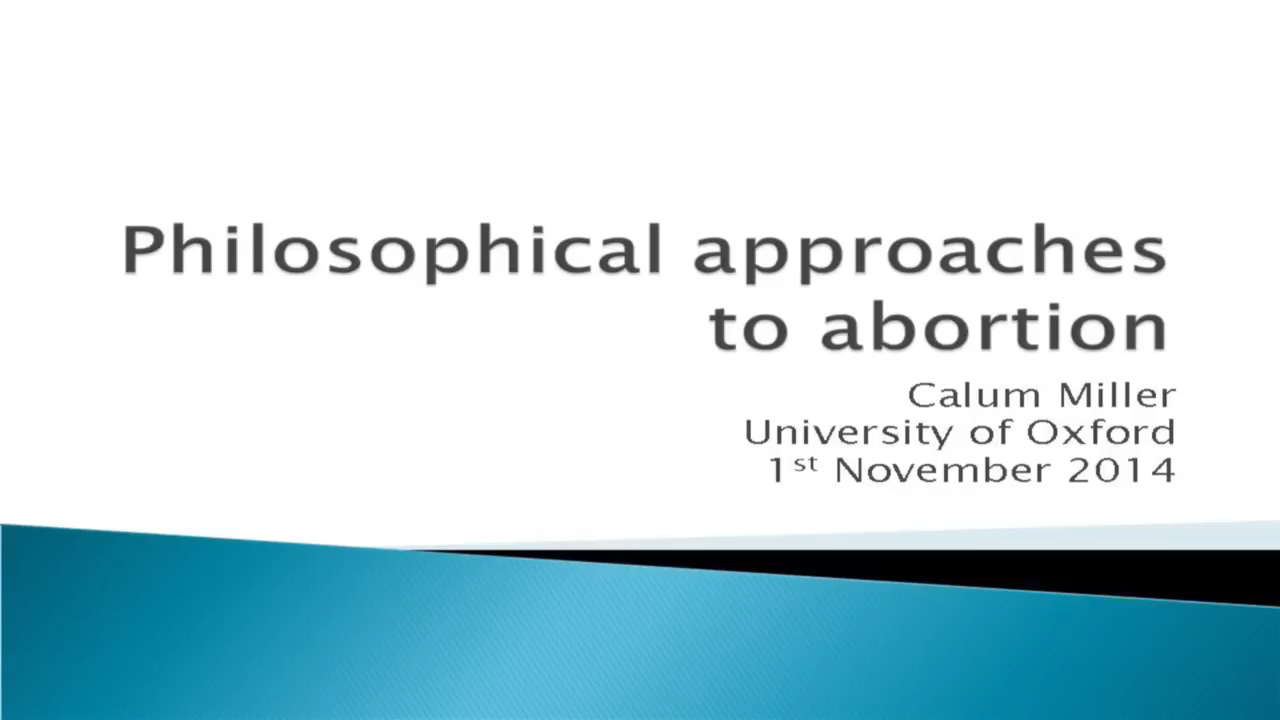 Philosophical approaches
to abortion
Calum Miller
University of Oxford
1st November 2014